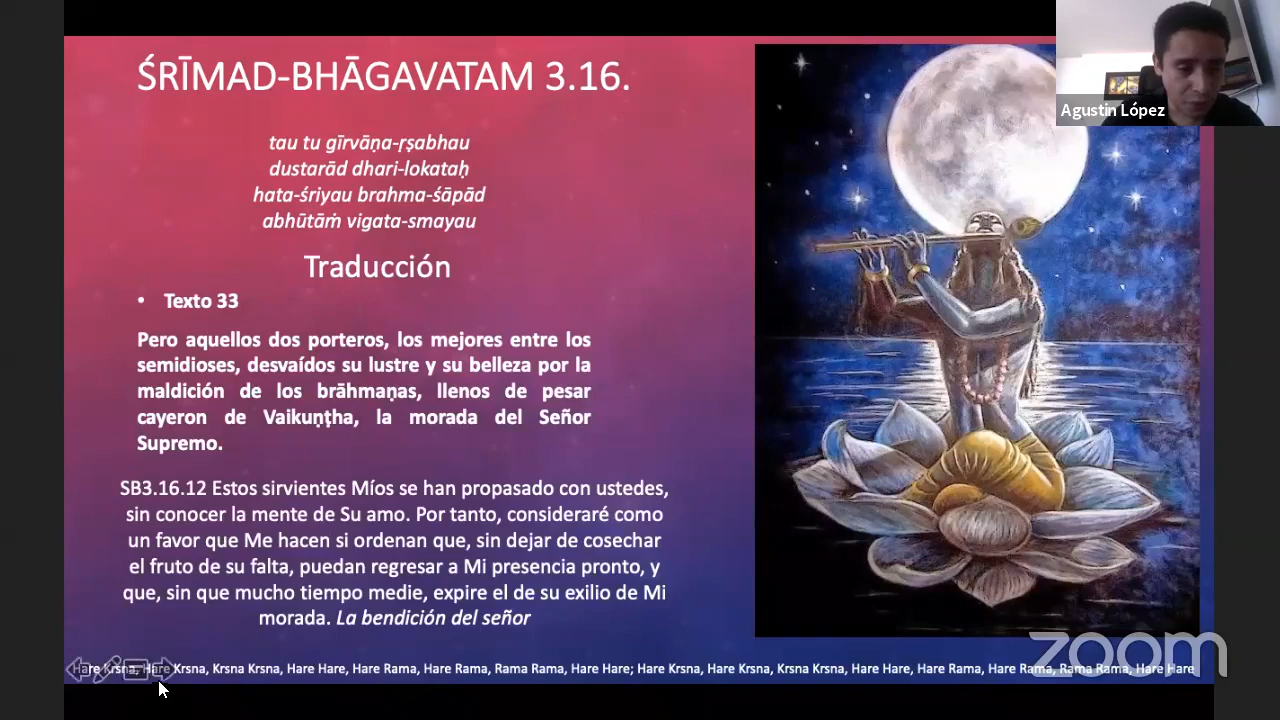 ŚRĪMAD-BHĀGAVATAM 3.16.
Agustin López
tau tu gīrvāṇa-ṛṣabhau
dustarād dhari-lokataḥ
hata-śriyau brahma-śāpād
abhūtāṁ vigata-smayau
Traducción
• Texto 33
Pero aquellos dos porteros, los mejores entre los
semidioses, desvaídos su lustre y su belleza por la
maldición de los brāhmaṇas, llenos de pesar
cayeron de Vaikuṇṭha, la morada del Señor
Supremo.
SB3.16.12 Estos sirvientes Míos se han propasado con ustedes,
sin conocer la mente de Su amo. Por tanto, consideraré como
un favor que Me hacen si ordenan que, sin dejar de cosechar
el fruto de su falta, puedan regresar a Mi presencia pronto, y
que, sin que mucho tiempo medie, expire el de su exilio de Mi
morada. La bendición del señor
zoom
Hare Krsna, Hare Krsna, Krsna Krsna, Hare Hare, Hare Rama, Hare Rama, Rama Rama, Hare Hare; Hare Krsna, Hare Krsna, Krsna Krsna, Hare Hare, Hare Rama, Hare Rama, Rama Rama, Hare Hare